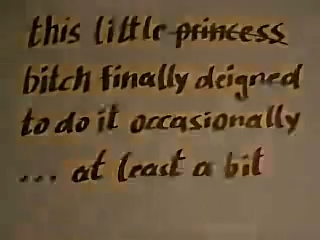 this little princess
bitch finally deigned
to do it occasionally
... at least a bit